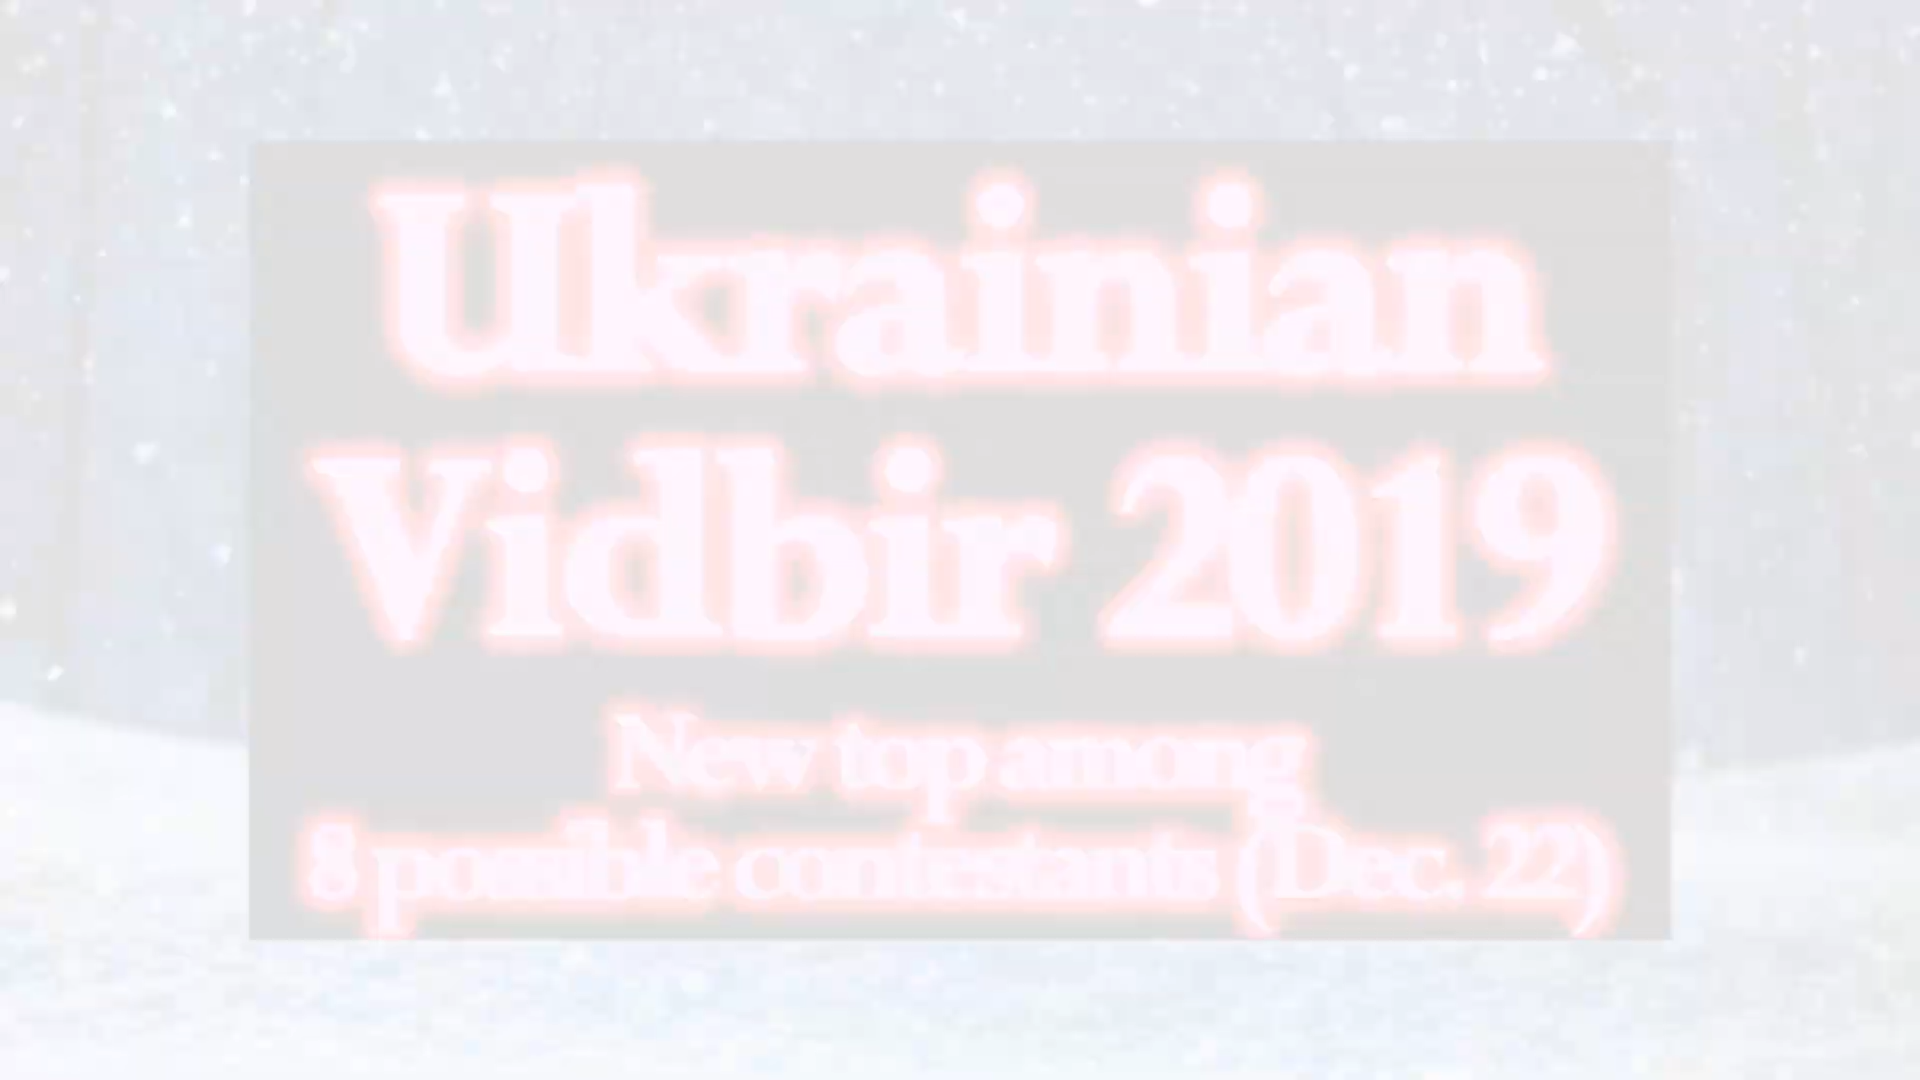 Ukrainian
Vidbir 2019
New top among
8 possible contestants (Dec. 22)